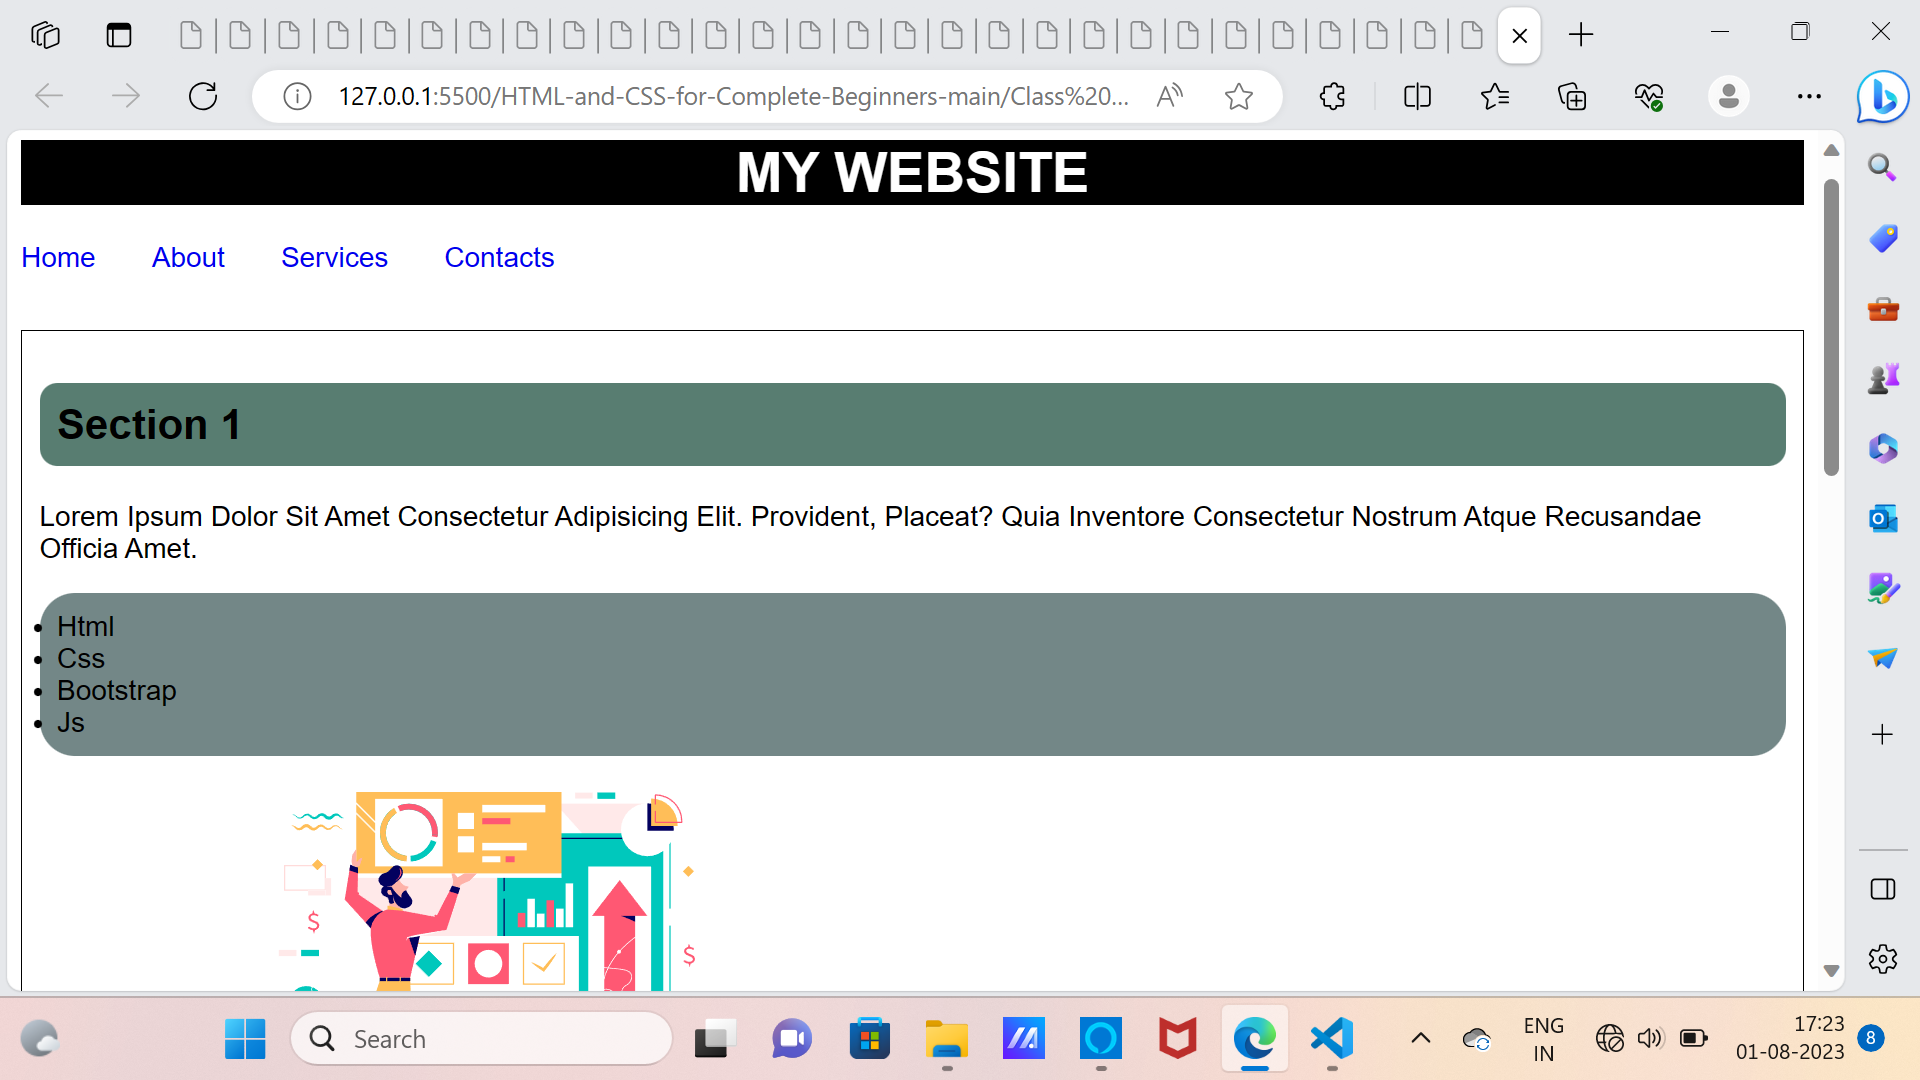 127.0.0.1:5500/HTML-and-CSS-for-Complete-Beginners-main/Class%20...
MY WEBSITE
Home About Services Contacts
Section 1
Lorem Ipsum Dolor Sit Amet Consectetur Adipisicing Elit. Provident, Placeat? Quia Inventore Consectetur Nostrum Atque Recusandae
Officia Amet.
Html
Css
Bootstrap
Js
$
$
Search
ENG
IN
17:23
01-08-2023
8